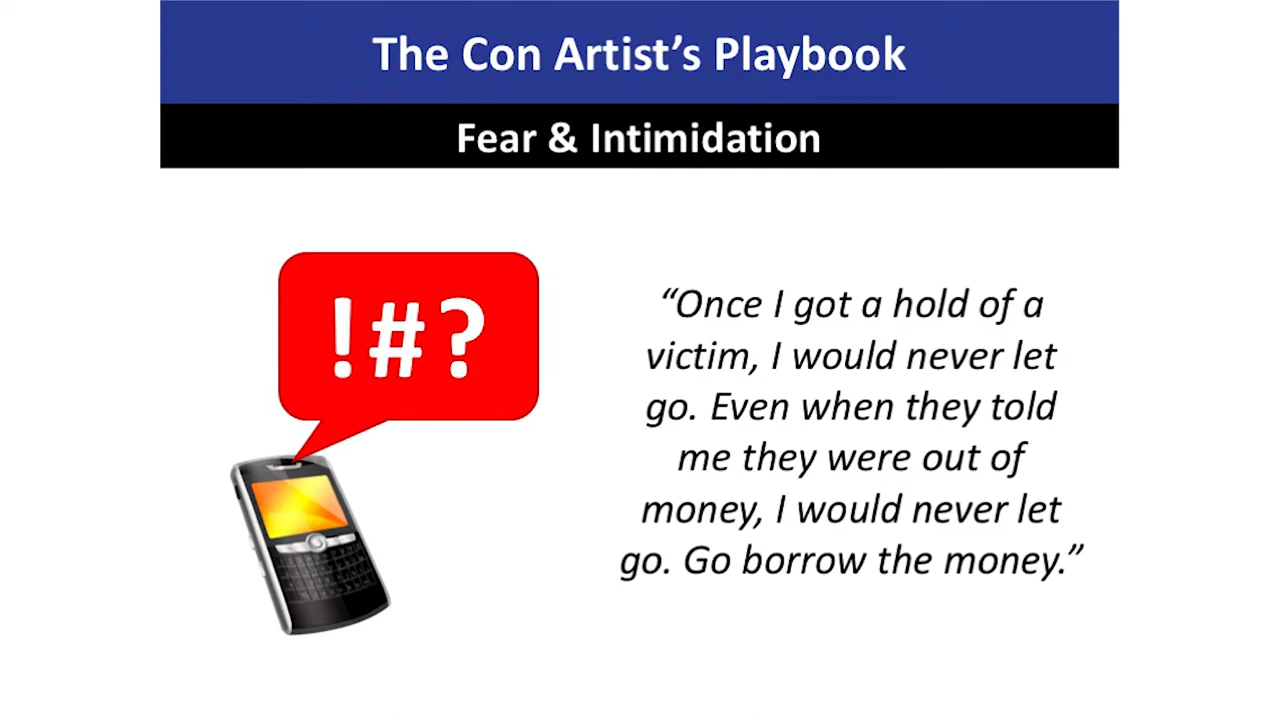 The Con Artist’s Playbook
Fear & Intimidation
!#?
“Once I got a hold of a
victim, I would never let
go. Even when they told
me they were out of
money, I would never let
go. Go borrow the money.”